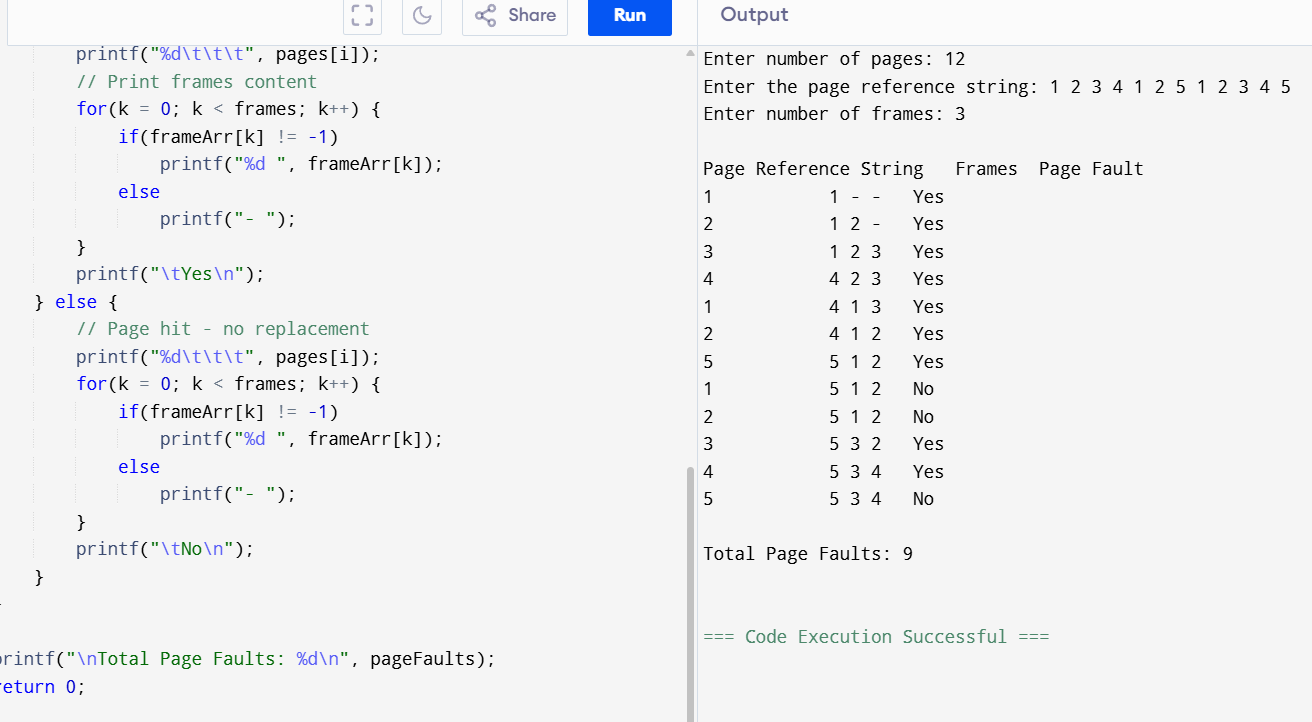 Share
Run
Output
printf("%d\t\t\t", pages[i]);
// Print frames content
for(k = 0; k < frames; k++) {
if(frameArr[k] != -1)
printf("%d ", frameArr[k]);
else
printf("- ");
}
printf("\tYes\n");
} else {
// Page hit - no replacement
printf("%d\t\t\t", pages[i]);
for(k = 0; k < frames; k++) {
if(frameArr[k] != -1)
printf("%d ", frameArr[k]);
else
printf("- ");
}
printf("\tNo\n");
}
printf("\nTotal Page Faults: %d\n", pageFaults);
return 0;
Enter number of pages: 12
Enter the page reference string: 1 2 3 4 1 2 5 1 2 3 4 5
Enter number of frames: 3
Page Reference String   Frames  Page Fault
1           1 - -   Yes
2           1 2 -   Yes
3           1 2 3   Yes
4           4 2 3   Yes
1           4 1 3   Yes
2           4 1 2   Yes
5           5 1 2   Yes
1           5 1 2   No
2           5 1 2   No
3           5 3 2   Yes
4           5 3 4   Yes
5           5 3 4   No
Total Page Faults: 9
=== Code Execution Successful ===